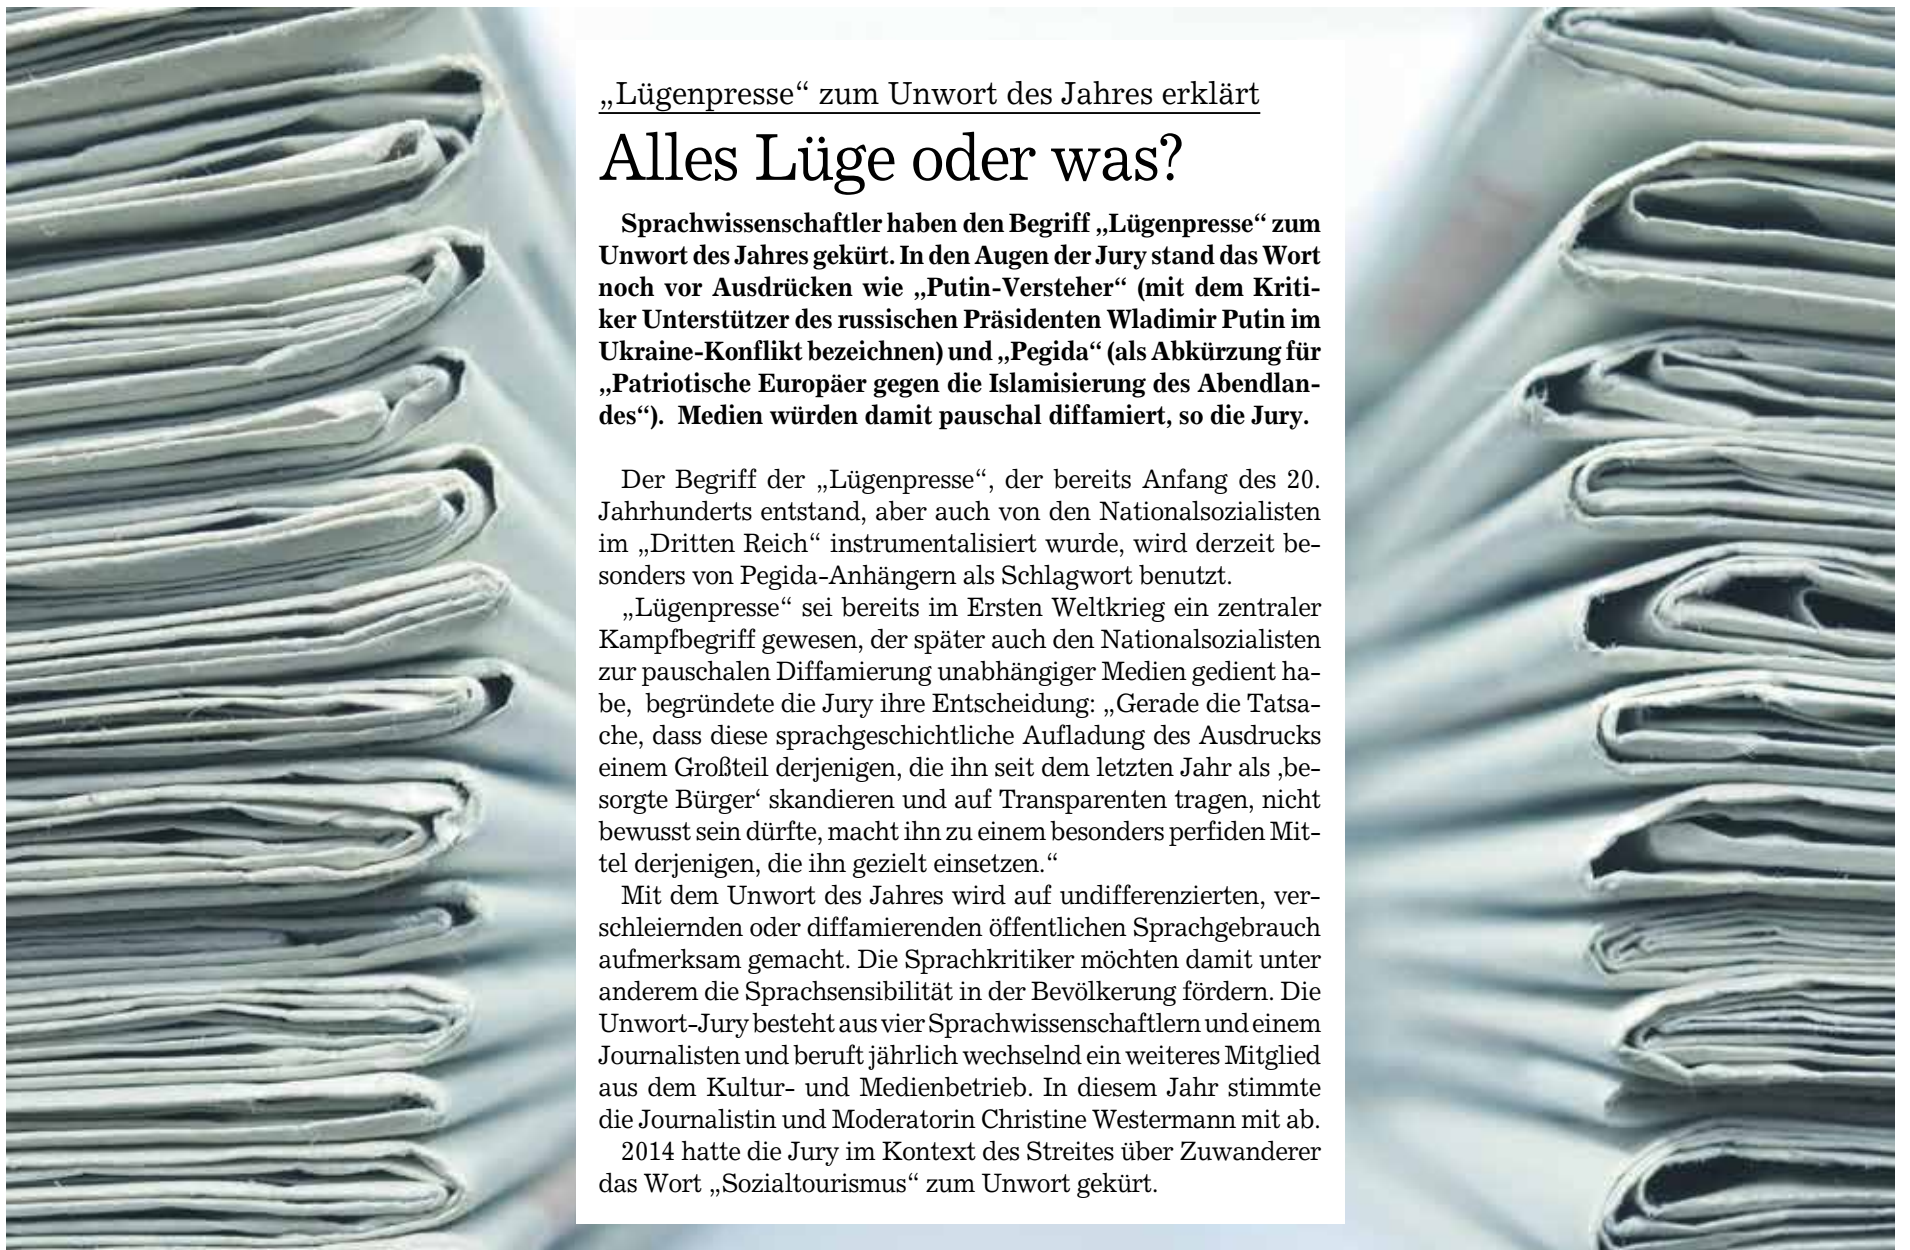 „Lügenpresse“ zum Unwort des Jahres erklärt
Alles Lüge oder was?
Sprachwissenschaftler haben den Begriff „Lügenpresse“ zum
Unwort des Jahres gekürt. In den Augen der Jury stand das Wort
noch vor Ausdrücken wie „Putin-Versteher“ (mit dem Kriti-
ker Unterstützer des russischen Präsidenten Wladimir Putin im
Ukraine-Konflikt bezeichnen) und „Pegida“ (als Abkürzung für
„Patriotische Europäer gegen die Islamisierung des Abendlan-
des“).  Medien würden damit pauschal diffamiert, so die Jury.
Der Begriff der „Lügenpresse“, der bereits Anfang des 20.
Jahrhunderts entstand, aber auch von den Nationalsozialisten
im „Dritten Reich“ instrumentalisiert wurde, wird derzeit be-
sonders von Pegida-Anhängern als Schlagwort benutzt.
„Lügenpresse“ sei bereits im Ersten Weltkrieg ein zentraler
Kampfbegriff gewesen, der später auch den Nationalsozialisten
zur pauschalen Diffamierung unabhängiger Medien gedient ha-
be,  begründete die Jury ihre Entscheidung: „Gerade die Tatsa-
che, dass diese sprachgeschichtliche Aufladung des Ausdrucks
einem Großteil derjenigen, die ihn seit dem letzten Jahr als ‚be-
sorgte Bürger‘ skandieren und auf Transparenten tragen, nicht
bewusst sein dürfte, macht ihn zu einem besonders perfiden Mit-
tel derjenigen, die ihn gezielt einsetzen.“
Mit dem Unwort des Jahres wird auf undifferenzierten, ver-
schleiernden oder diffamierenden öffentlichen Sprachgebrauch
aufmerksam gemacht. Die Sprachkritiker möchten damit unter
anderem die Sprachsensibilität in der Bevölkerung fördern. Die
Unwort-Jury besteht aus vier Sprachwissenschaftlern und einem
Journalisten und beruft jährlich wechselnd ein weiteres Mitglied
aus dem Kultur- und Medienbetrieb. In diesem Jahr stimmte
die Journalistin und Moderatorin Christine Westermann mit ab.
2014 hatte die Jury im Kontext des Streites über Zuwanderer
das Wort „Sozialtourismus“ zum Unwort gekürt.